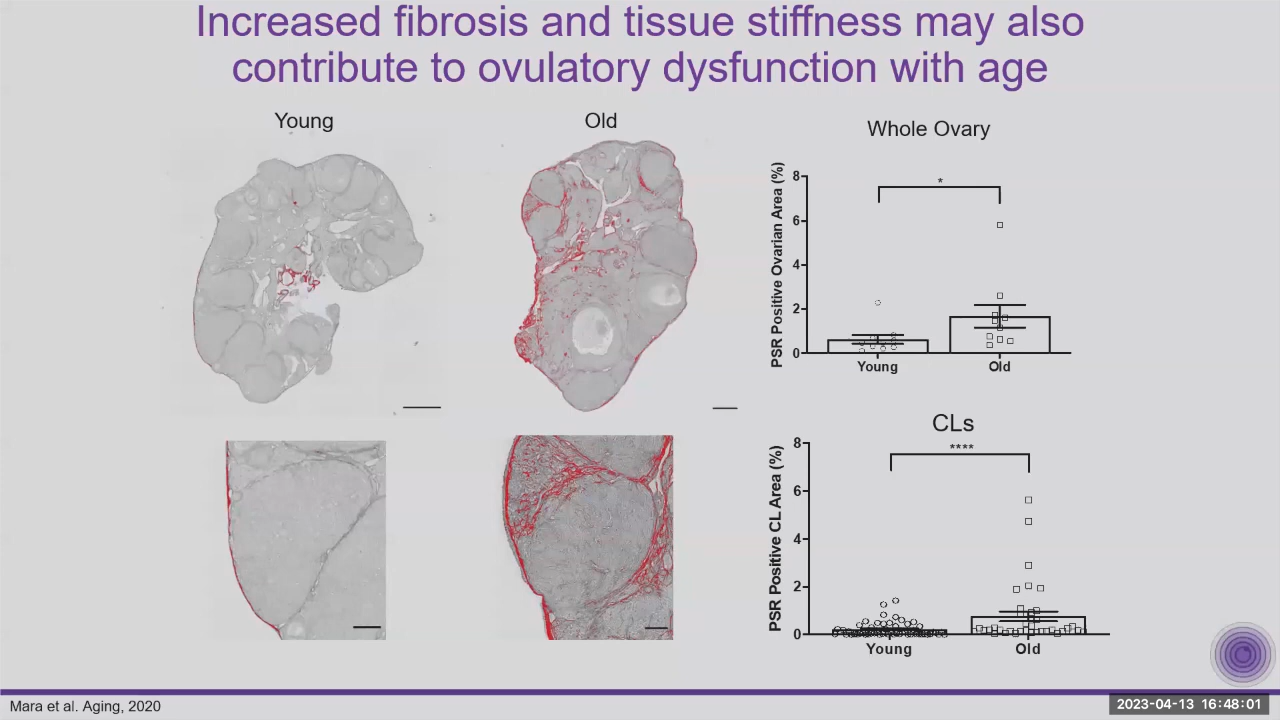 Increased fibrosis and tissue stiffness may also
contribute to ovulatory dysfunction with age
Young
Old
Whole Ovary
PSR Positive Ovarian Area (%)
8
6
4
2
0
*
Young
Old
CLs
PSR Positive CL Area (%)
8
6
4
2
0
****
Young
Old
Mara et al. Aging, 2020
2023-04-13 16:48:01